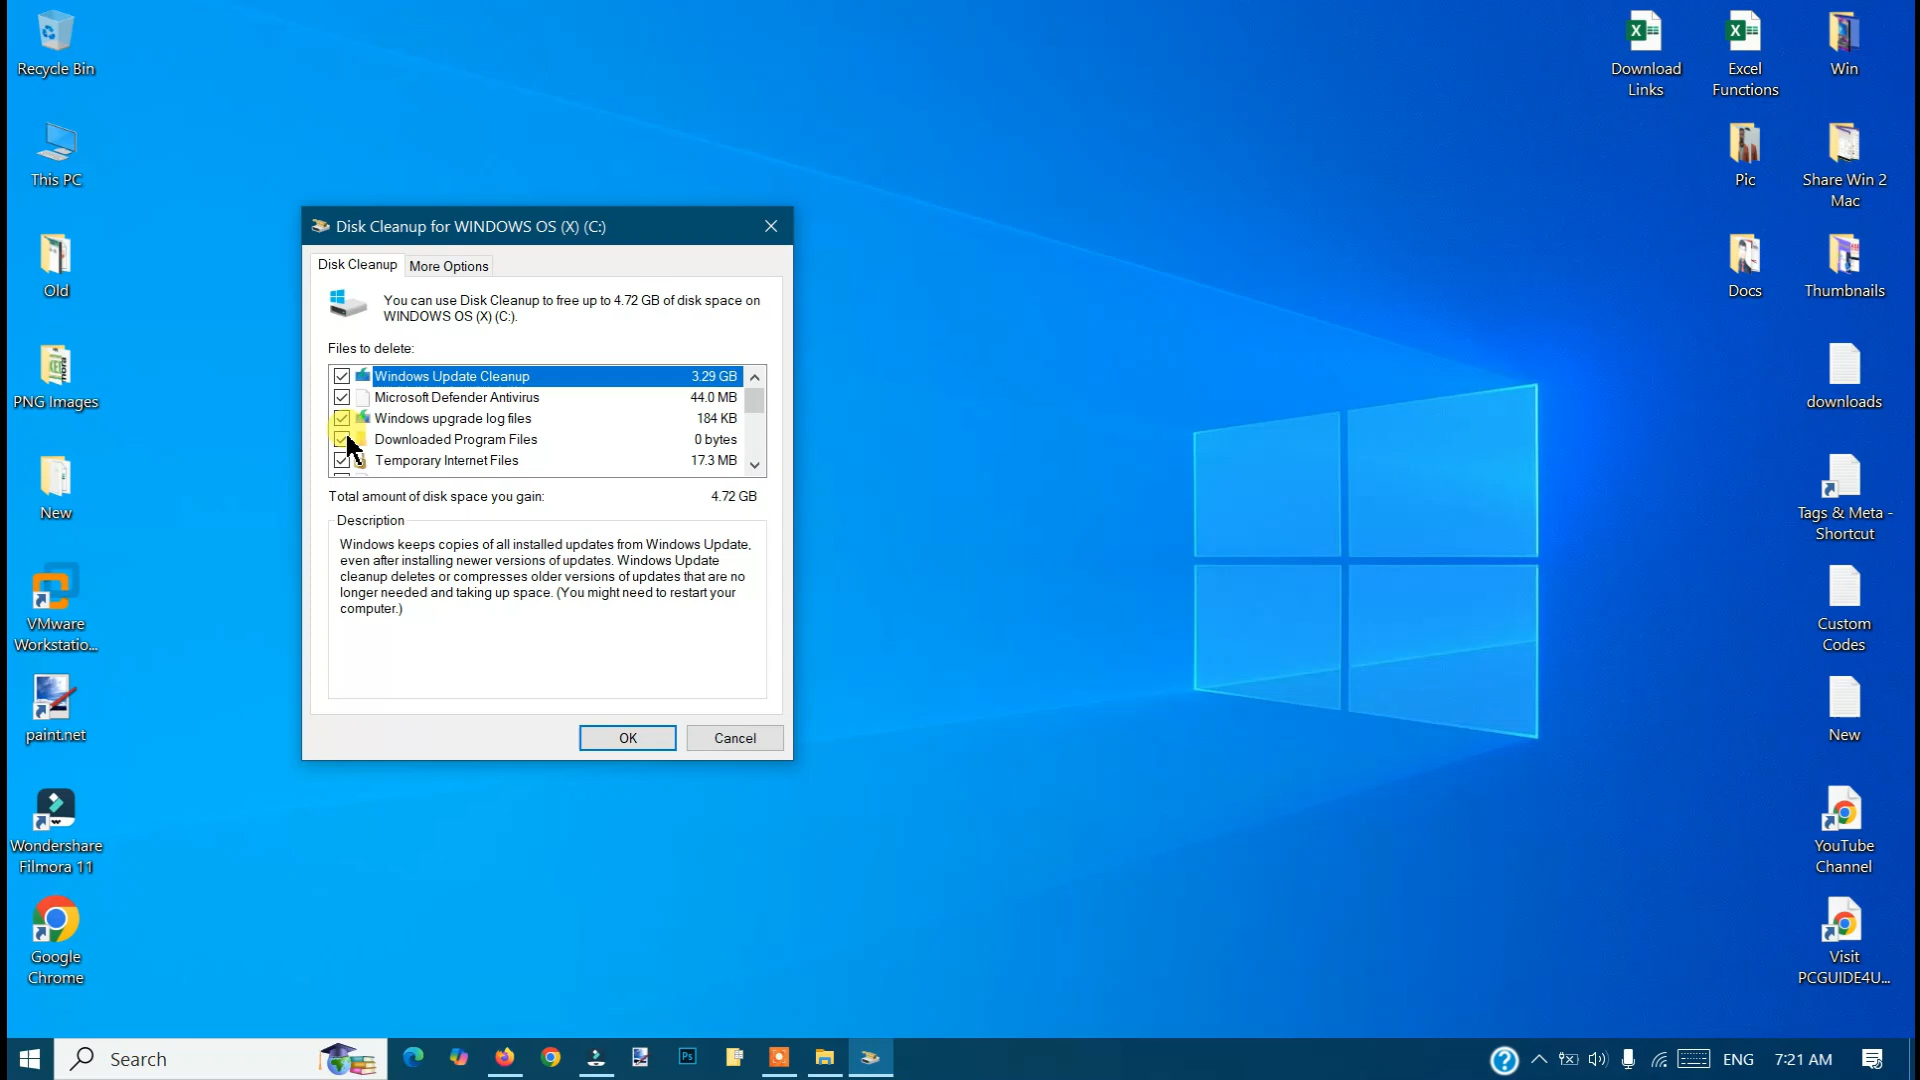 Recycle Bin
This PC
Old
PNG Images
New
VMware
Workstatio...
paint.net
Wondershare
Filmora 11
Google
Chrome
Disk Cleanup for WINDOWS OS (X) (C:)
Disk Cleanup
More Options
You can use Disk Cleanup to free up to 4.72 GB of disk space on
WINDOWS OS (X) (C:).
Files to delete:
Windows Update Cleanup 3.29 GB
Microsoft Defender Antivirus 44.0 MB
Windows upgrade log files 184 KB
Downloaded Program Files 0 bytes
Temporary Internet Files 17.3 MB
Total amount of disk space you gain: 4.72 GB
Description
Windows keeps copies of all installed updates from Windows Update,
even after installing newer versions of updates. Windows Update
cleanup deletes or compresses older versions of updates that are no
longer needed and taking up space. (You might need to restart your
computer.)
OK
Cancel
Download
Links
Excel
Functions
Win
Pic
Share Win 2
Mac
Docs
Thumbnails
downloads
Tags & Meta -
Shortcut
Custom
Codes
New
YouTube
Channel
Visit
PCGUIDE4U...
Search
Ps
ENG
7:21 AM